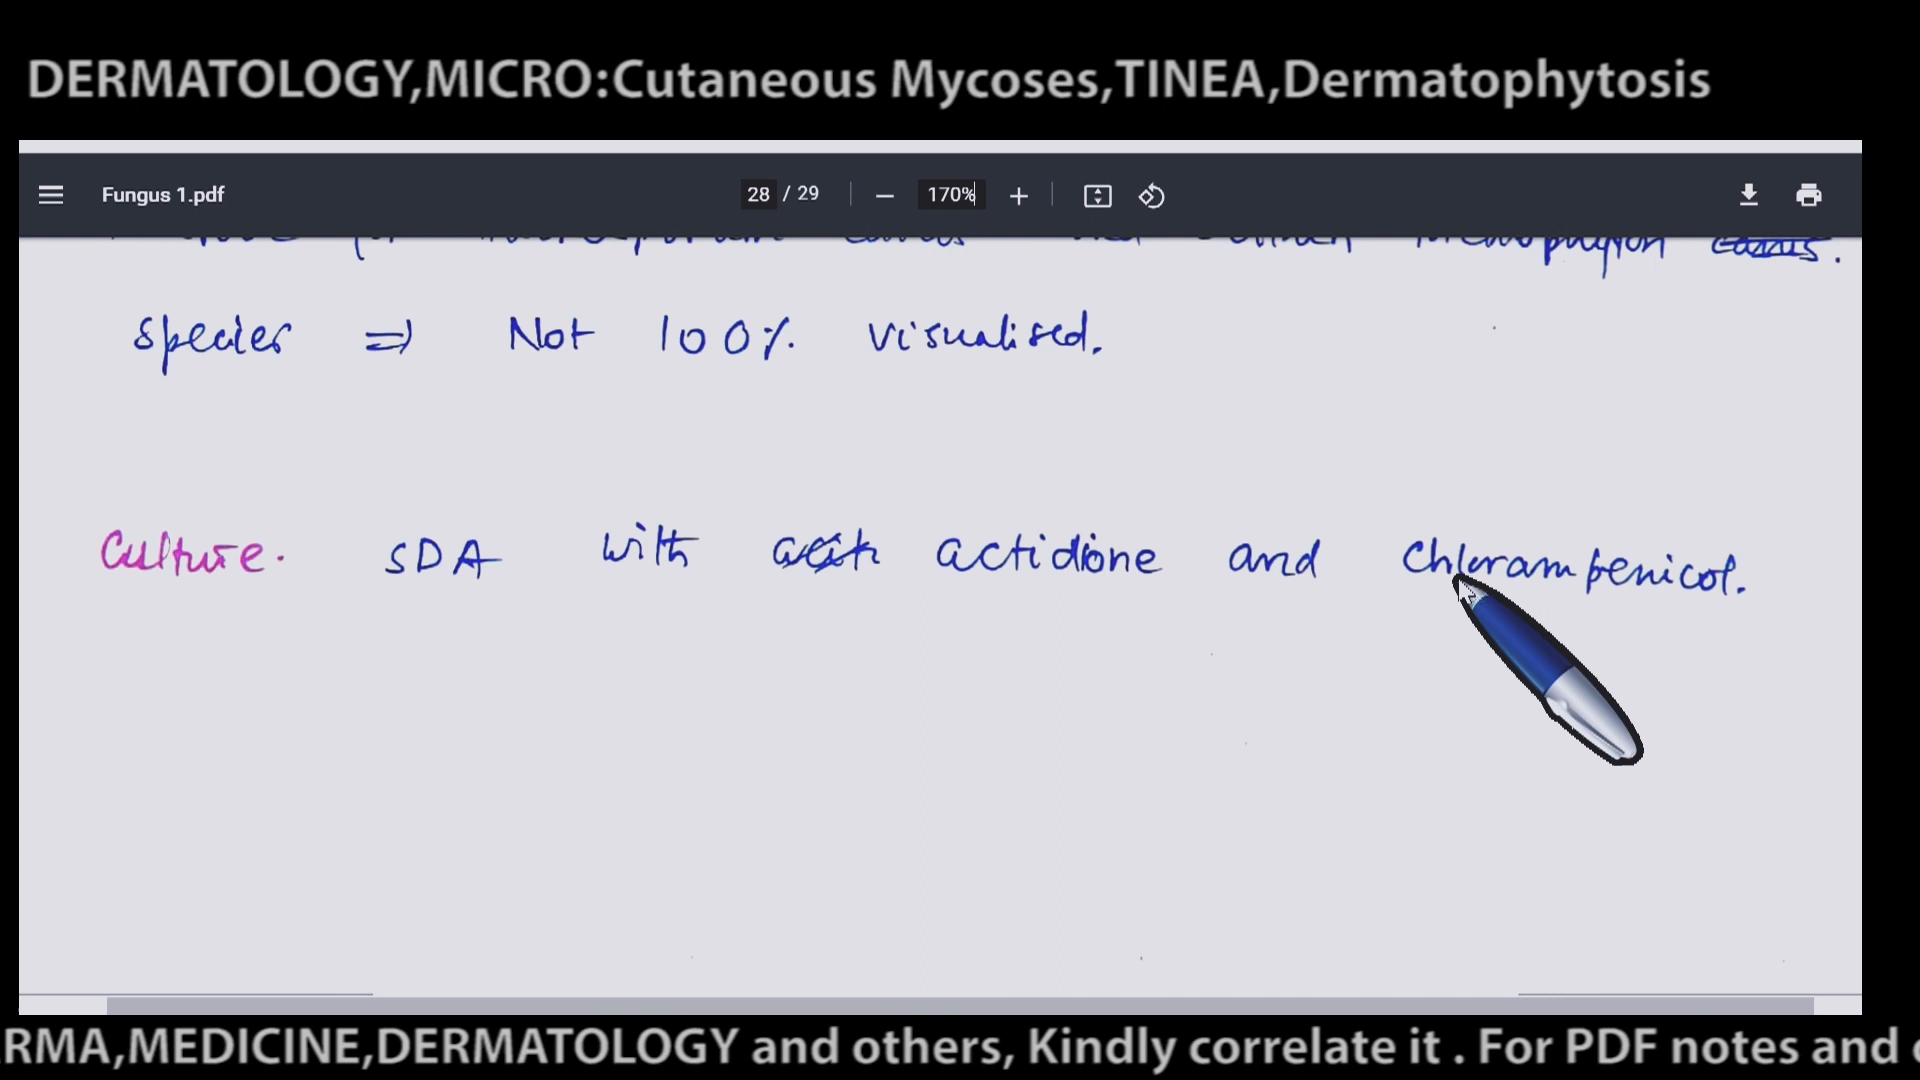 DERMATOLOGY,MICRO:Cutaneous Mycoses,TINEA,Dermatophytosis
Fungus 1.pdf 28 / 29 170%
species ⇒ Not 100% visualised.
Culture. SDA with actidione and Chlorampenicol.
RMA,MEDICINE,DERMATOLOGY and others, Kindly correlate it . For PDF notes and